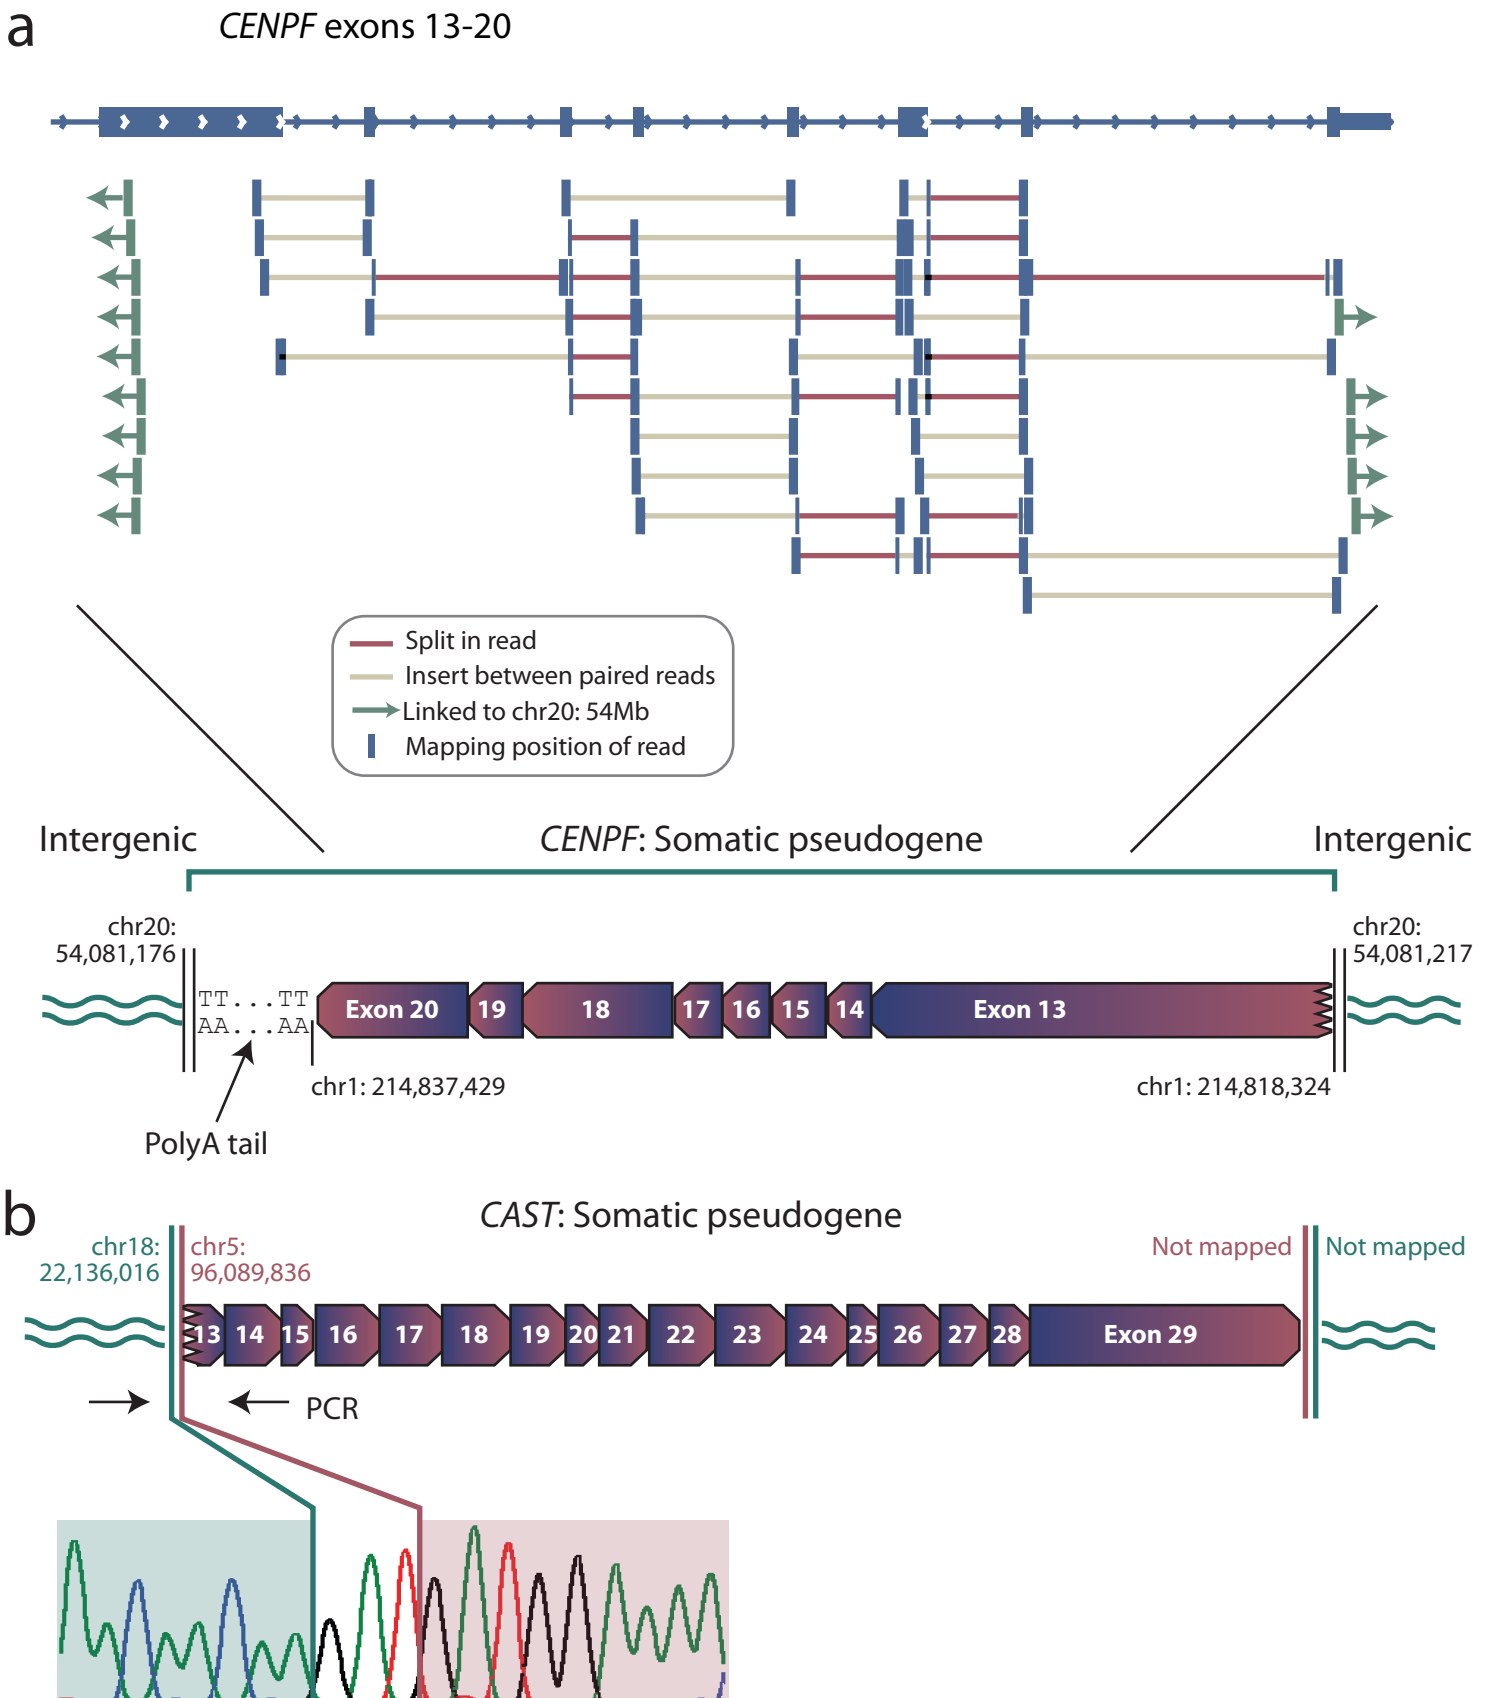 a
CENPF exons 13-20
Split in read
Insert between paired reads
Linked to chr20: 54Mb
Mapping position of read
Intergenic
CENPF: Somatic pseudogene
Intergenic
chr20:
54,081,176
chr20:
54,081,217
TT...TT
AA...AA
Exon 20
19
18
17
16
15
14
Exon 13
chr1: 214,837,429
chr1: 214,818,324
PolyA tail
b
CAST: Somatic pseudogene
chr18:
22,136,016
chr5:
96,089,836
Not mapped
Not mapped
13
14
15
16
17
18
19
20
21
22
23
24
25
26
27
28
Exon 29
PCR